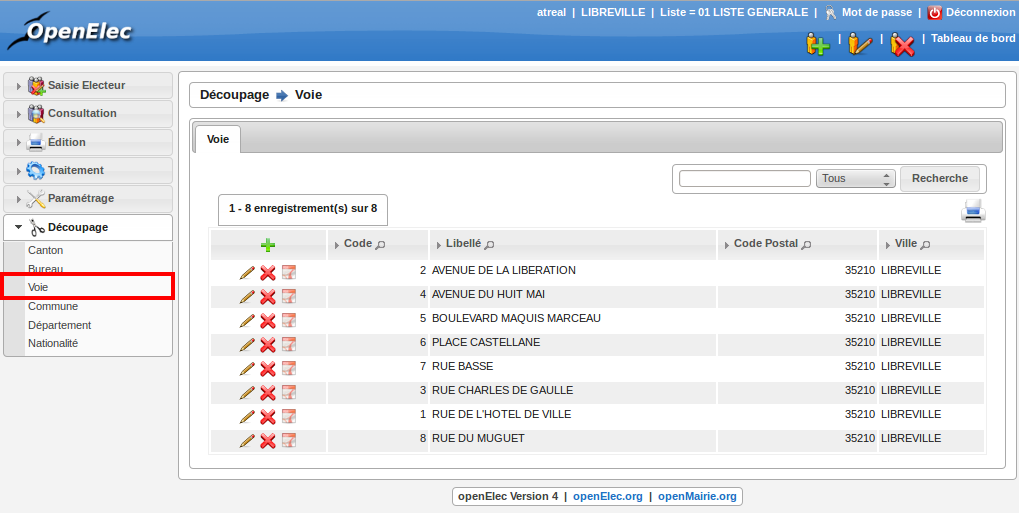 OpenElec
atreal | LIBREVILLE | Liste = 01 LISTE GENERALE | Mot de passe | Déconnexion
| | | Tableau de bord
Saisie Electeur
Consultation
Édition
Traitement
Paramétrage
Découpage
Canton
Bureau
Voie
Commune
Département
Nationalité
Découpage Voie
Voie
Tous Recherche
1 - 8 enregistrement(s) sur 8
Code Libellé Code Postal Ville
2 AVENUE DE LA LIBERATION 35210 LIBREVILLE
4 AVENUE DU HUIT MAI 35210 LIBREVILLE
5 BOULEVARD MAQUIS MARCEAU 35210 LIBREVILLE
6 PLACE CASTELLANE 35210 LIBREVILLE
7 RUE BASSE 35210 LIBREVILLE
3 RUE CHARLES DE GAULLE 35210 LIBREVILLE
1 RUE DE L'HOTEL DE VILLE 35210 LIBREVILLE
8 RUE DU MUGUET 35210 LIBREVILLE
openElec Version 4 | openElec.org | openMairie.org